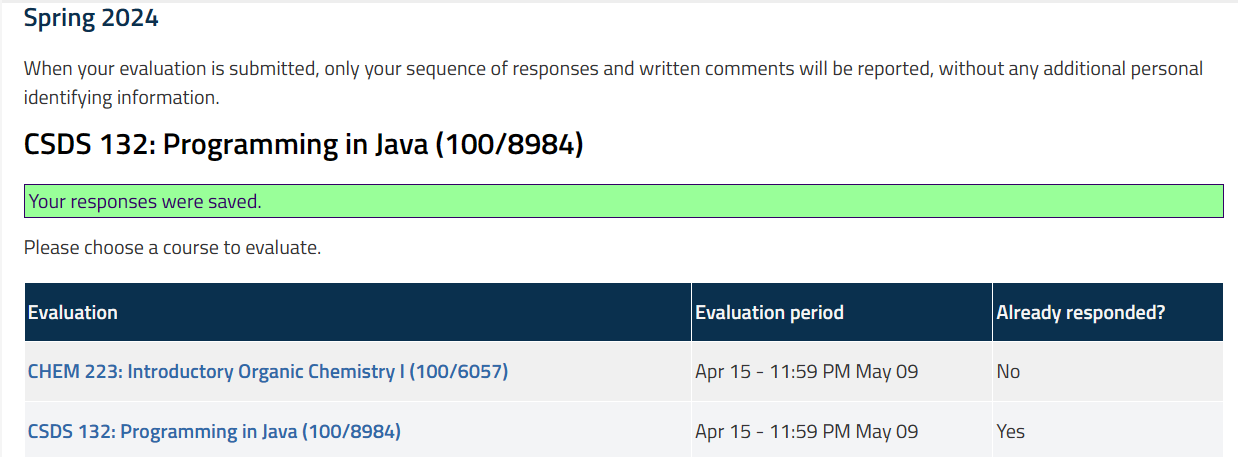 Spring 2024
When your evaluation is submitted, only your sequence of responses and written comments will be reported, without any additional personal
identifying information.
CSDS 132: Programming in Java (100/8984)
Your responses were saved.
Please choose a course to evaluate.
Evaluation Evaluation period Already responded?
CHEM 223: Introductory Organic Chemistry I (100/6057) Apr 15 - 11:59 PM May 09 No
CSDS 132: Programming in Java (100/8984) Apr 15 - 11:59 PM May 09 Yes